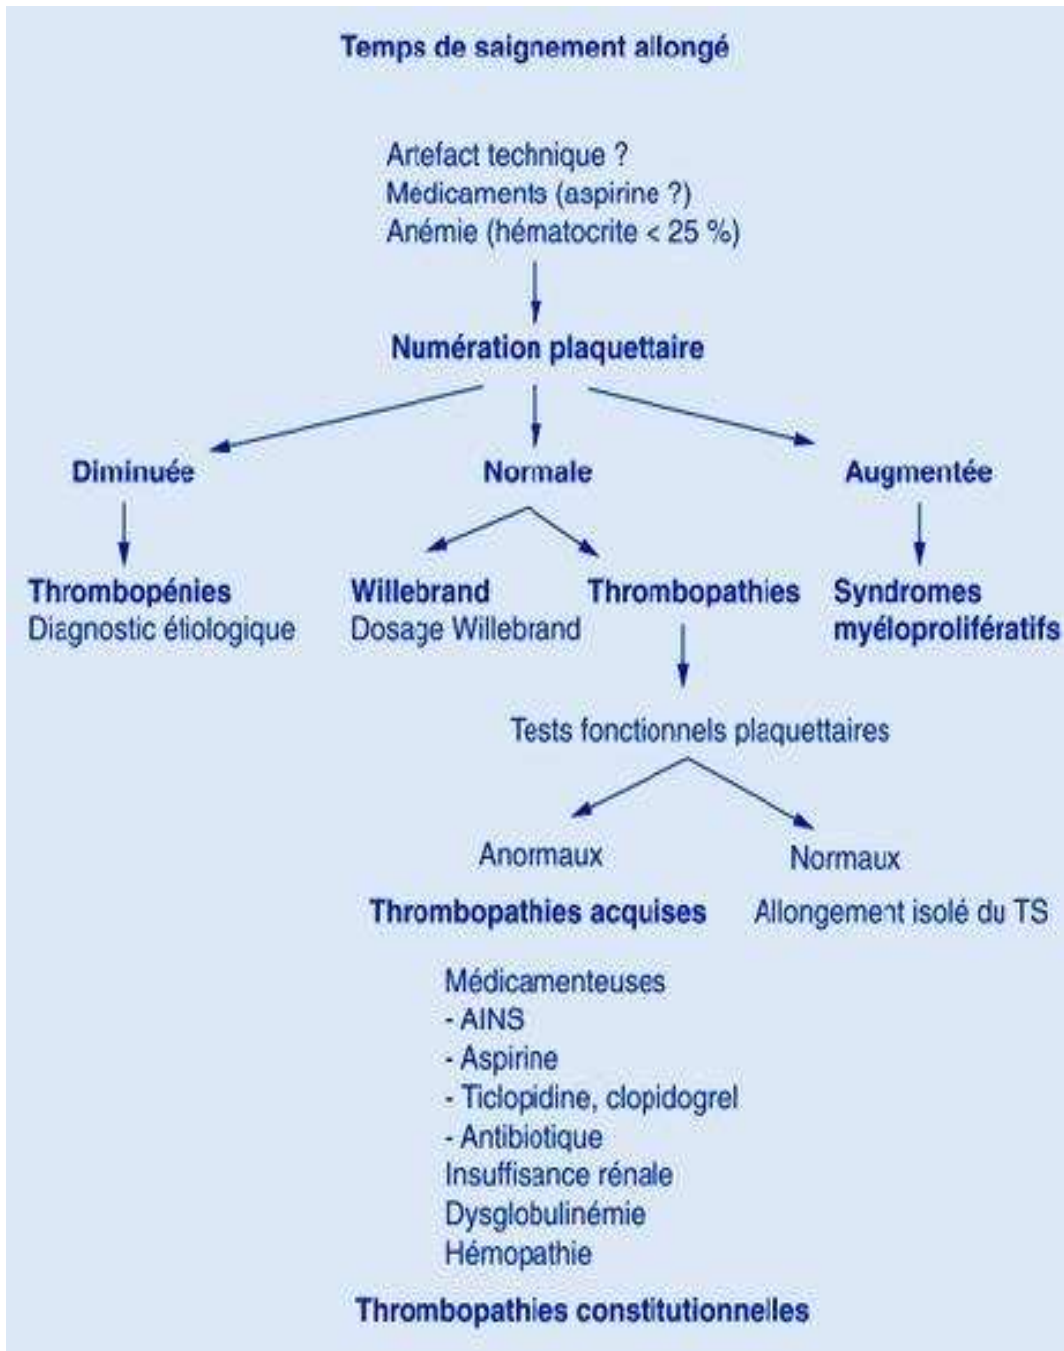 Temps de saignement allongé
Artefact technique ?
Médicaments (aspirine ?)
Anémie (hématocrite < 25 %)
Numération plaquettaire
Diminuée
Normale
Augmentée
Thrombopénies
Diagnostic étiologique
Willebrand
Dosage Willebrand
Thrombopathies
Syndromes
myéloprolifératifs
Tests fonctionnels plaquettaires
Anormaux
Normaux
Thrombopathies acquises
Allongement isolé du TS
Médicamenteuses
- AINS
- Aspirine
- Ticlopidine, clopidogrel
- Antibiotique
Insuffisance rénale
Dysglobulinémie
Hémopathie
Thrombopathies constitutionnelles